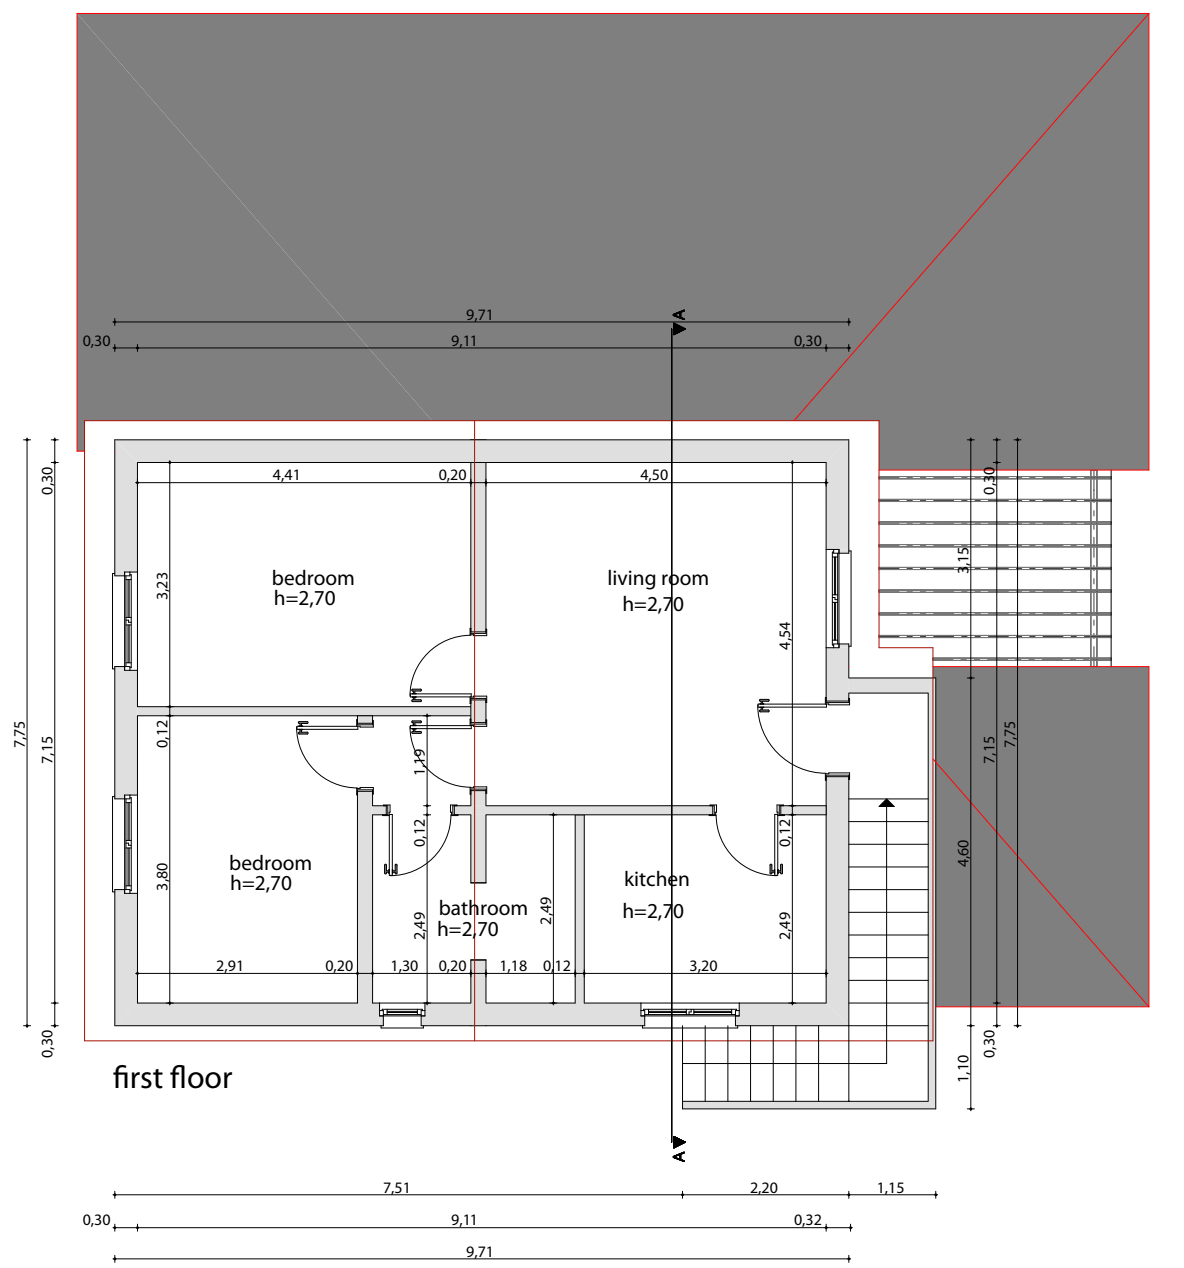 A
9,71
0,30 9,11 0,30
4,41 0,20 4,50
0,30
0,30
3,15
bedroom
h=2,70
living room
h=2,70
3,23
4,54
7,75
7,15
0,12
1,19
7,15
7,75
0,12
0,12
4,60
bedroom
h=2,70
kitchen
h=2,70
bathroom
h=2,70
3,80
2,49
2,49
2,49
2,91 0,20 1,30 0,20 1,18 0,12 3,20
0,30
0,30
1,10
first floor
A
7,51 2,20 1,15
0,30 9,11 0,32
9,71